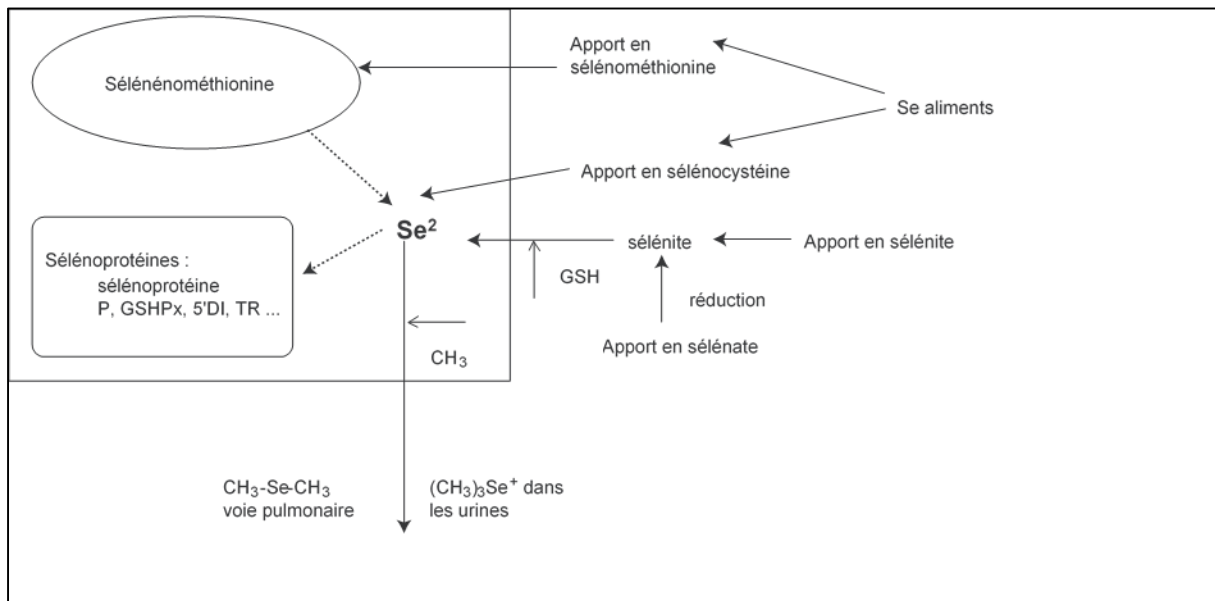 Apport en
sélénométhionine
Sélénénométhionine
Se aliments
Apport en sélénocystéine
Se²
sélénite
Apport en sélénite
Sélénoprotéines :
sélénoprotéine
P, GSHPx, 5'DI, TR ...
GSH
réduction
Apport en sélénate
CH₃
CH₃-Se-CH₃
voie pulmonaire
(CH₃)₃Se⁺ dans
les urines